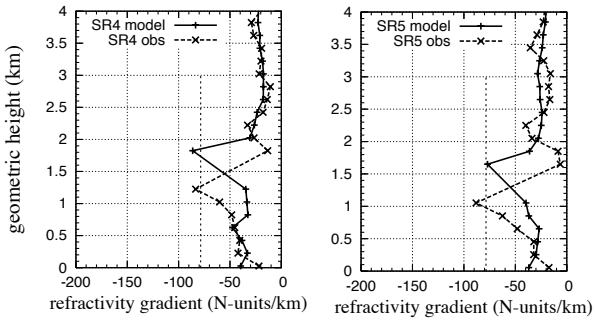 SR4 model
SR4 obs
4
3.5
3
2.5
2
1.5
1
0.5
0
-200 -150 -100 -50 0
geometric height (km)
refractivity gradient (N-units/km)
SR5 model
SR5 obs
4
3.5
3
2.5
2
1.5
1
0.5
0
-200 -150 -100 -50 0
refractivity gradient (N-units/km)